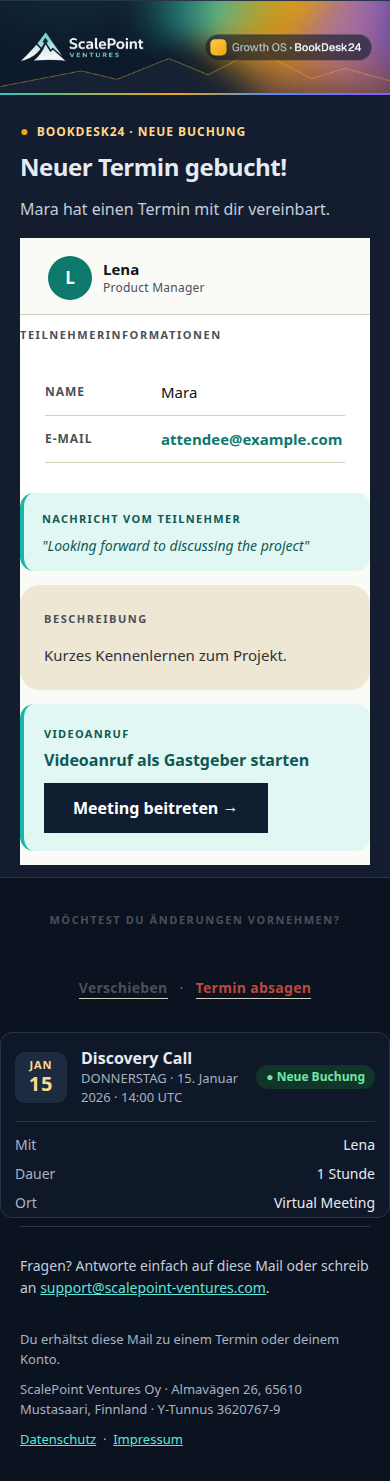 ScalePoint
VENTURES
Growth OS · BookDesk24
● BOOKDESK24 · NEUE BUCHUNG
Neuer Termin gebucht!
Mara hat einen Termin mit dir vereinbart.
L
Lena
Product Manager
TEILNEHMERINFORMATIONEN
NAME Mara
E-MAIL attendee@example.com
NACHRICHT VOM TEILNEHMER
"Looking forward to discussing the project"
BESCHREIBUNG
Kurzes Kennenlernen zum Projekt.
VIDEOANRUF
Videoanruf als Gastgeber starten
Meeting beitreten →
MÖCHTEST DU ÄNDERUNGEN VORNEHMEN?
Verschieben · Termin absagen
JAN
15
Discovery Call
DONNERSTAG · 15. Januar
2026 · 14:00 UTC
● Neue Buchung
Mit Lena
Dauer 1 Stunde
Ort Virtual Meeting
Fragen? Antworte einfach auf diese Mail oder schreib
an support@scalepoint-ventures.com.
Du erhältst diese Mail zu einem Termin oder deinem
Konto.
ScalePoint Ventures Oy · Almavägen 26, 65610
Mustasaari, Finnland · Y-Tunnus 3620767-9
Datenschutz · Impressum